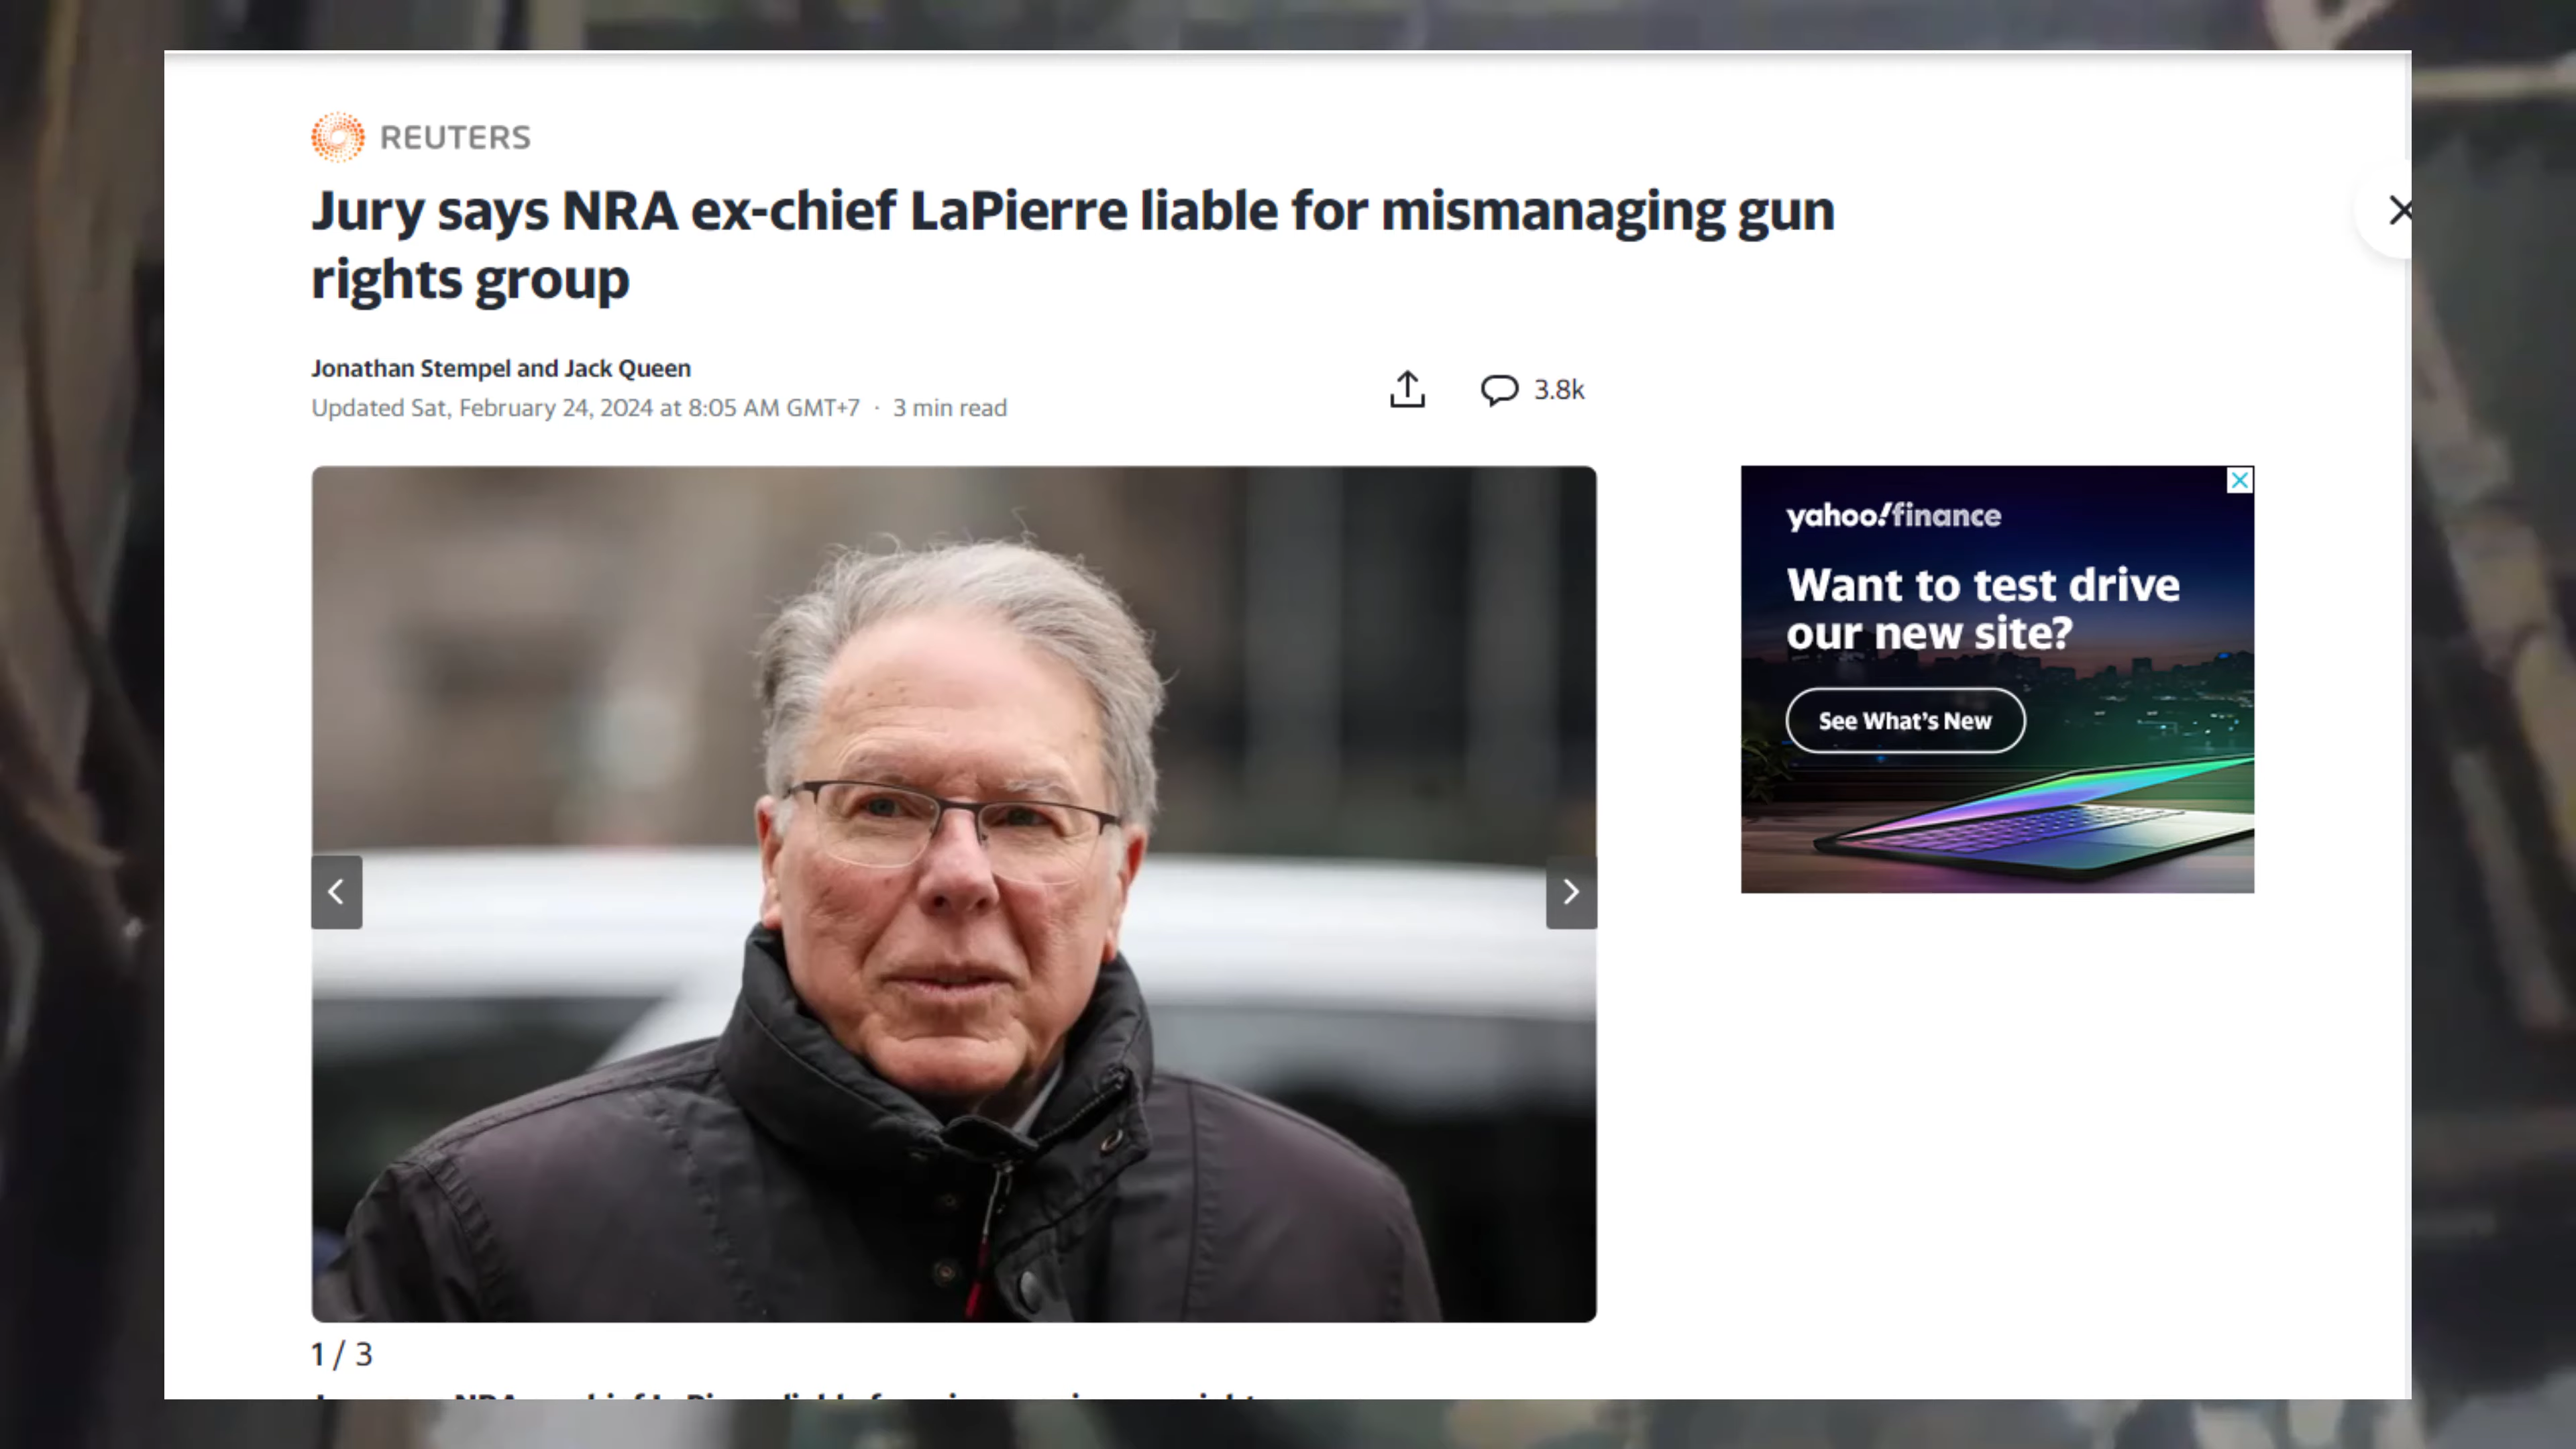 REUTERS
Jury says NRA ex-chief LaPierre liable for mismanaging gun
rights group
Jonathan Stempel and Jack Queen
Updated Sat, February 24, 2024 at 8:05 AM GMT+7 · 3 min read
3.8k
yahoo!finance
Want to test drive
our new site?
See What's New
1 / 3